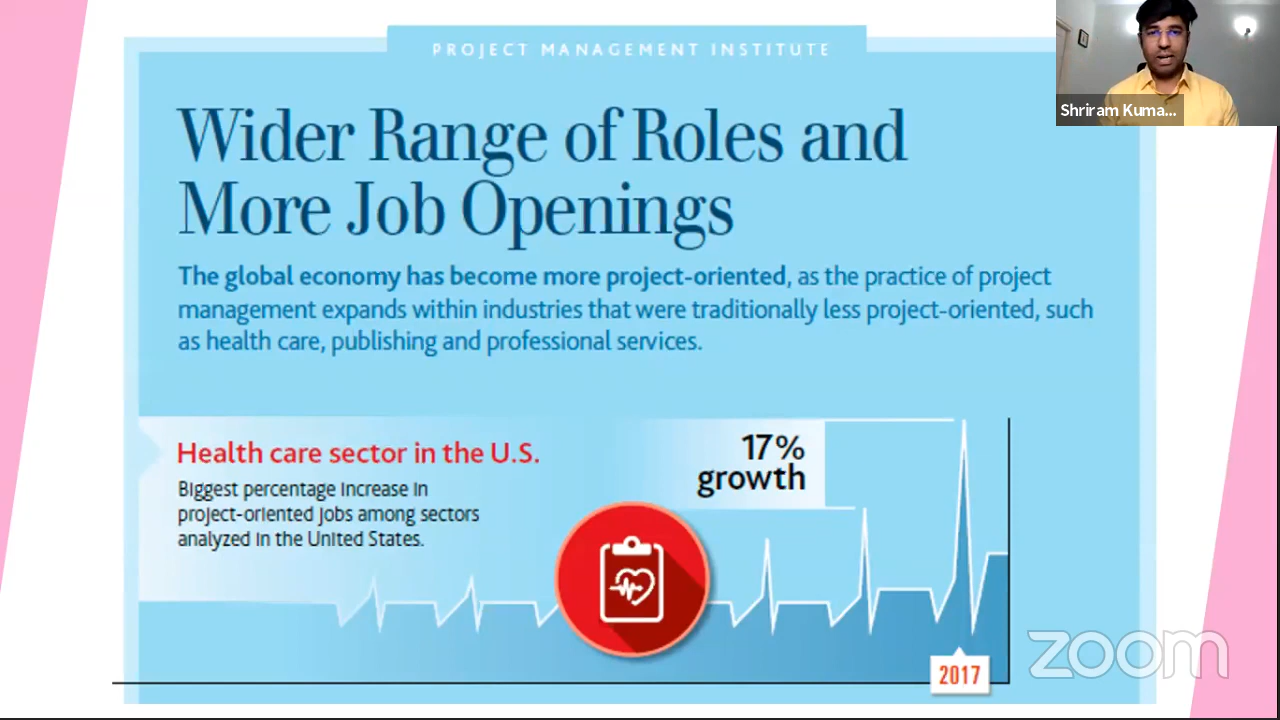 PROJECT MANAGEMENT INSTITUTE
Shriram Kuma...
Wider Range of Roles and
More Job Openings
The global economy has become more project-oriented, as the practice of project
management expands within industries that were traditionally less project-oriented, such
as health care, publishing and professional services.
Health care sector in the U.S.
Biggest percentage increase in
project-oriented jobs among sectors
analyzed in the United States.
17%
growth
2017
zoom